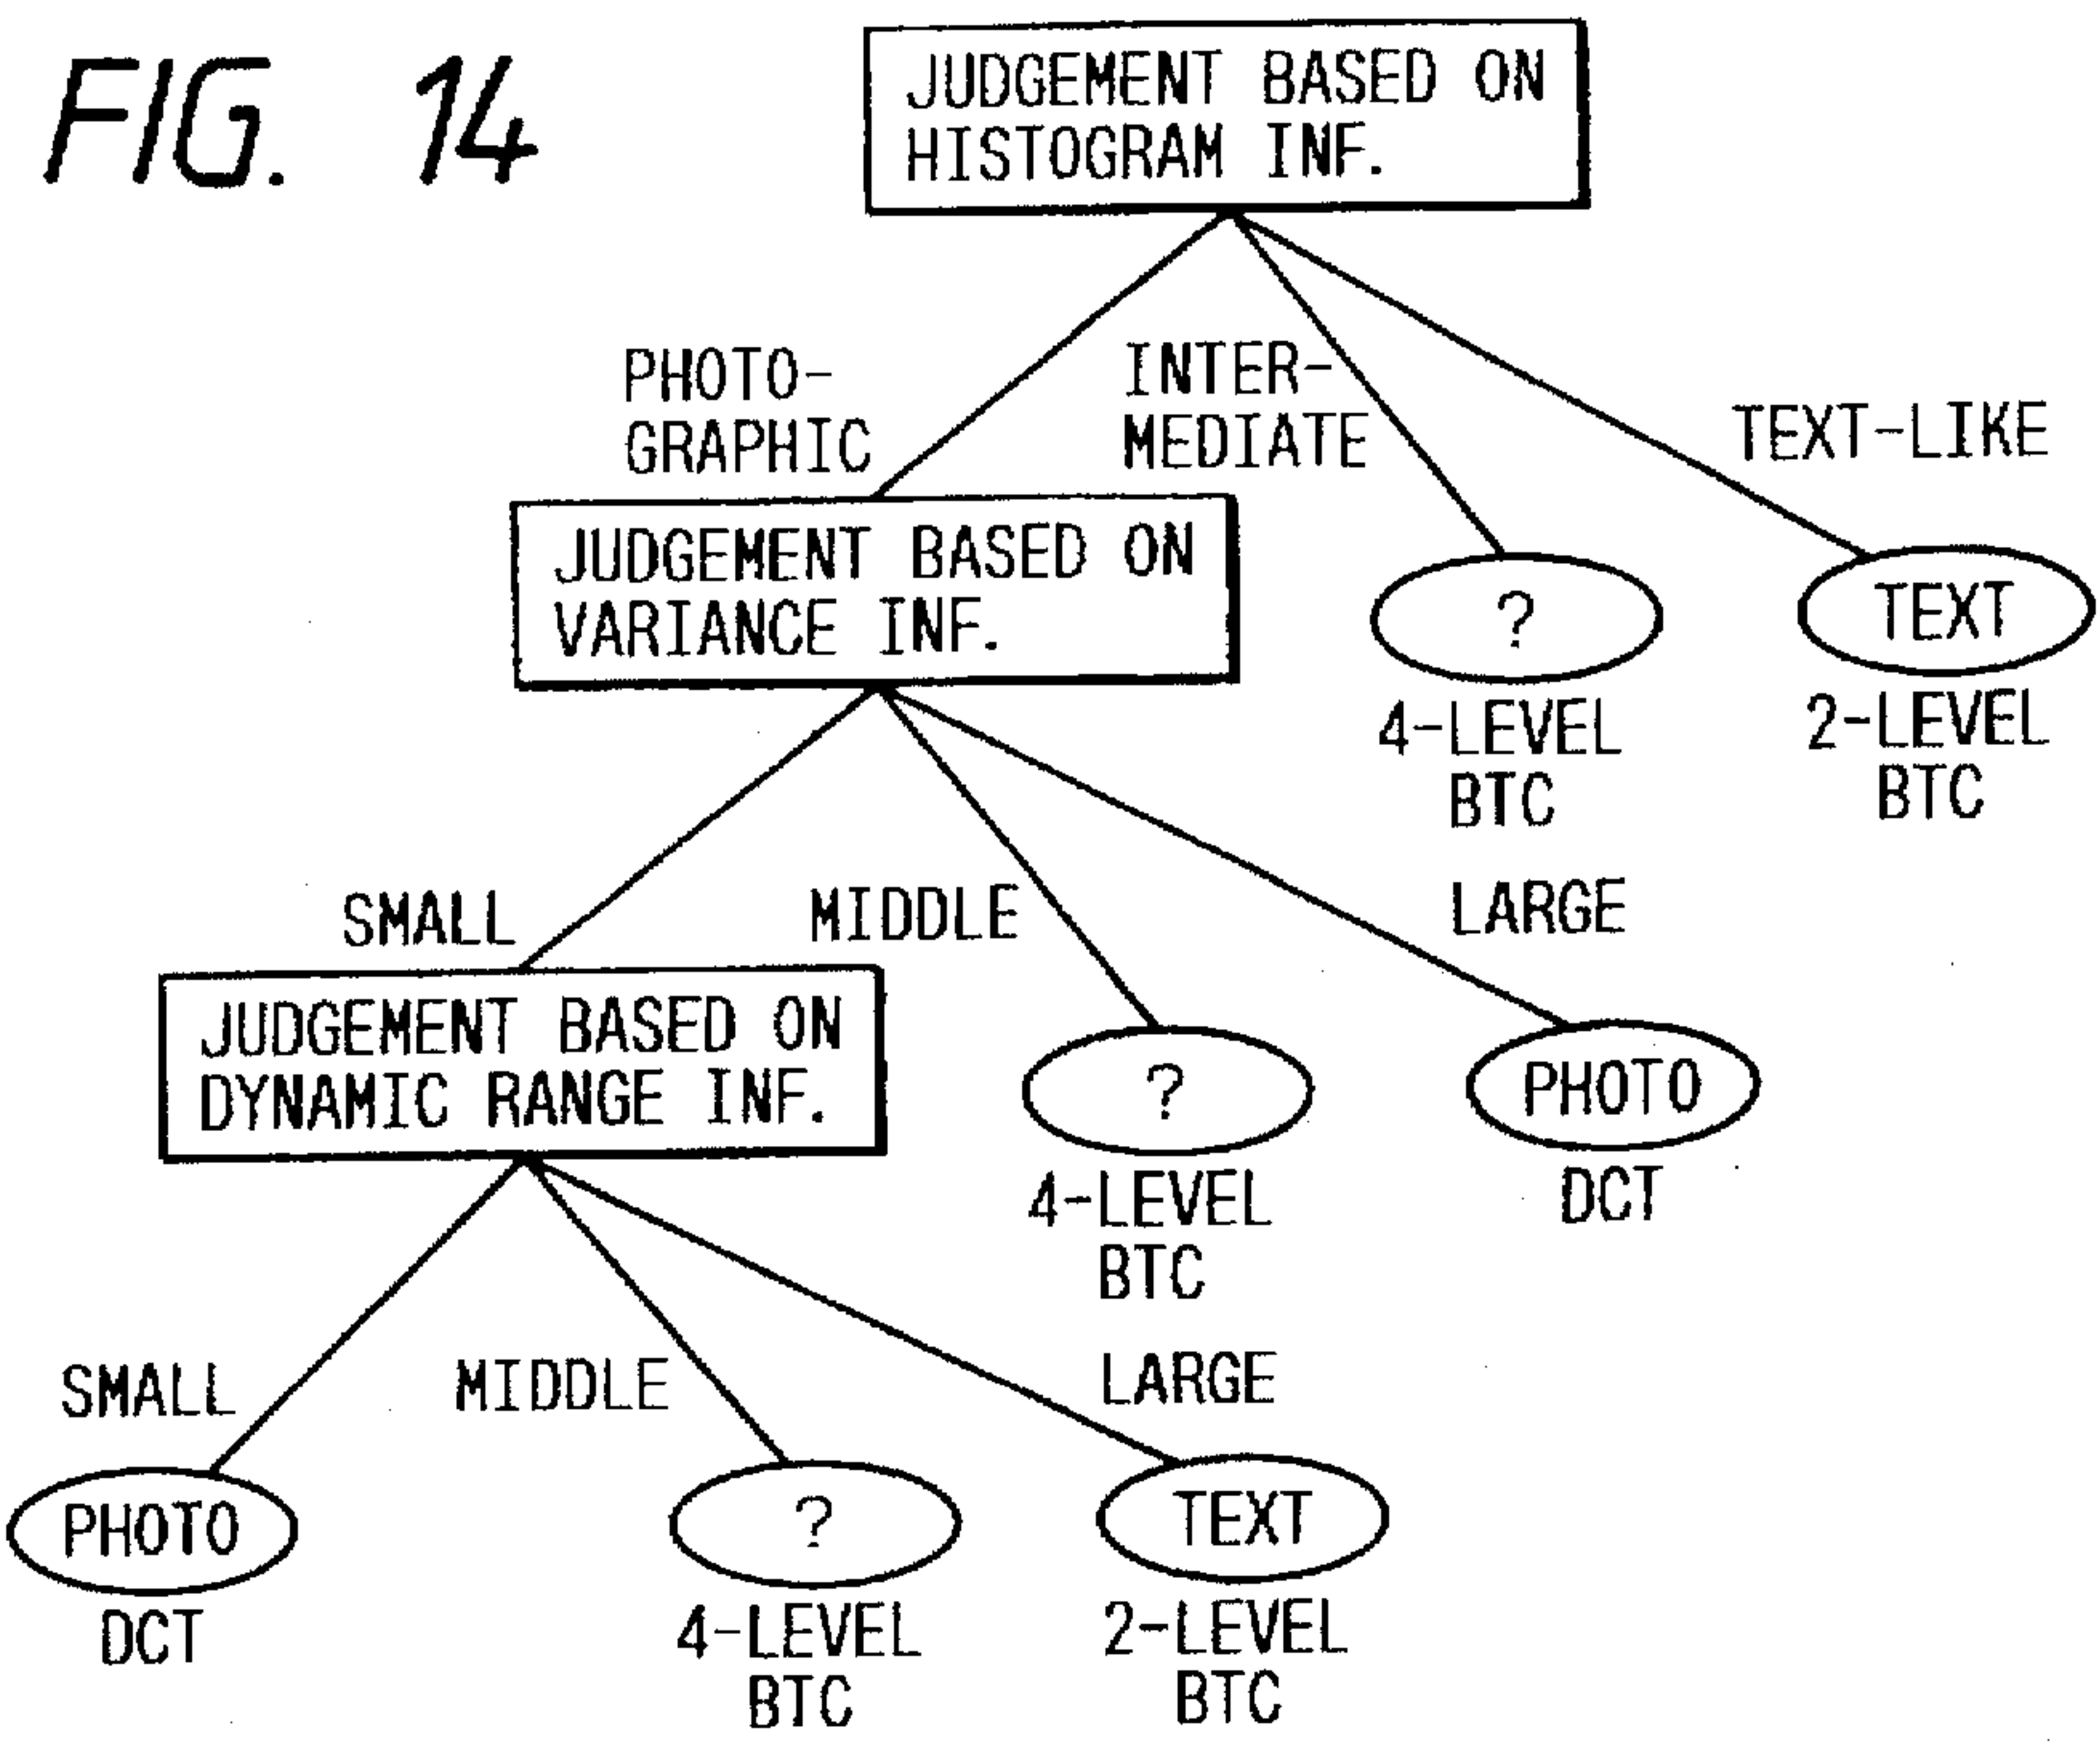 FIG. 14
JUDGEMENT BASED ON
HISTOGRAM INF.
PHOTO-
GRAPHIC
INTER-
MEDIATE
TEXT-LIKE
JUDGEMENT BASED ON
VARIANCE INF.
?
4-LEVEL
BTC
TEXT
2-LEVEL
BTC
SMALL
MIDDLE
LARGE
JUDGEMENT BASED ON
DYNAMIC RANGE INF.
?
4-LEVEL
BTC
PHOTO
DCT
SMALL
MIDDLE
LARGE
PHOTO
DCT
?
4-LEVEL
BTC
TEXT
2-LEVEL
BTC